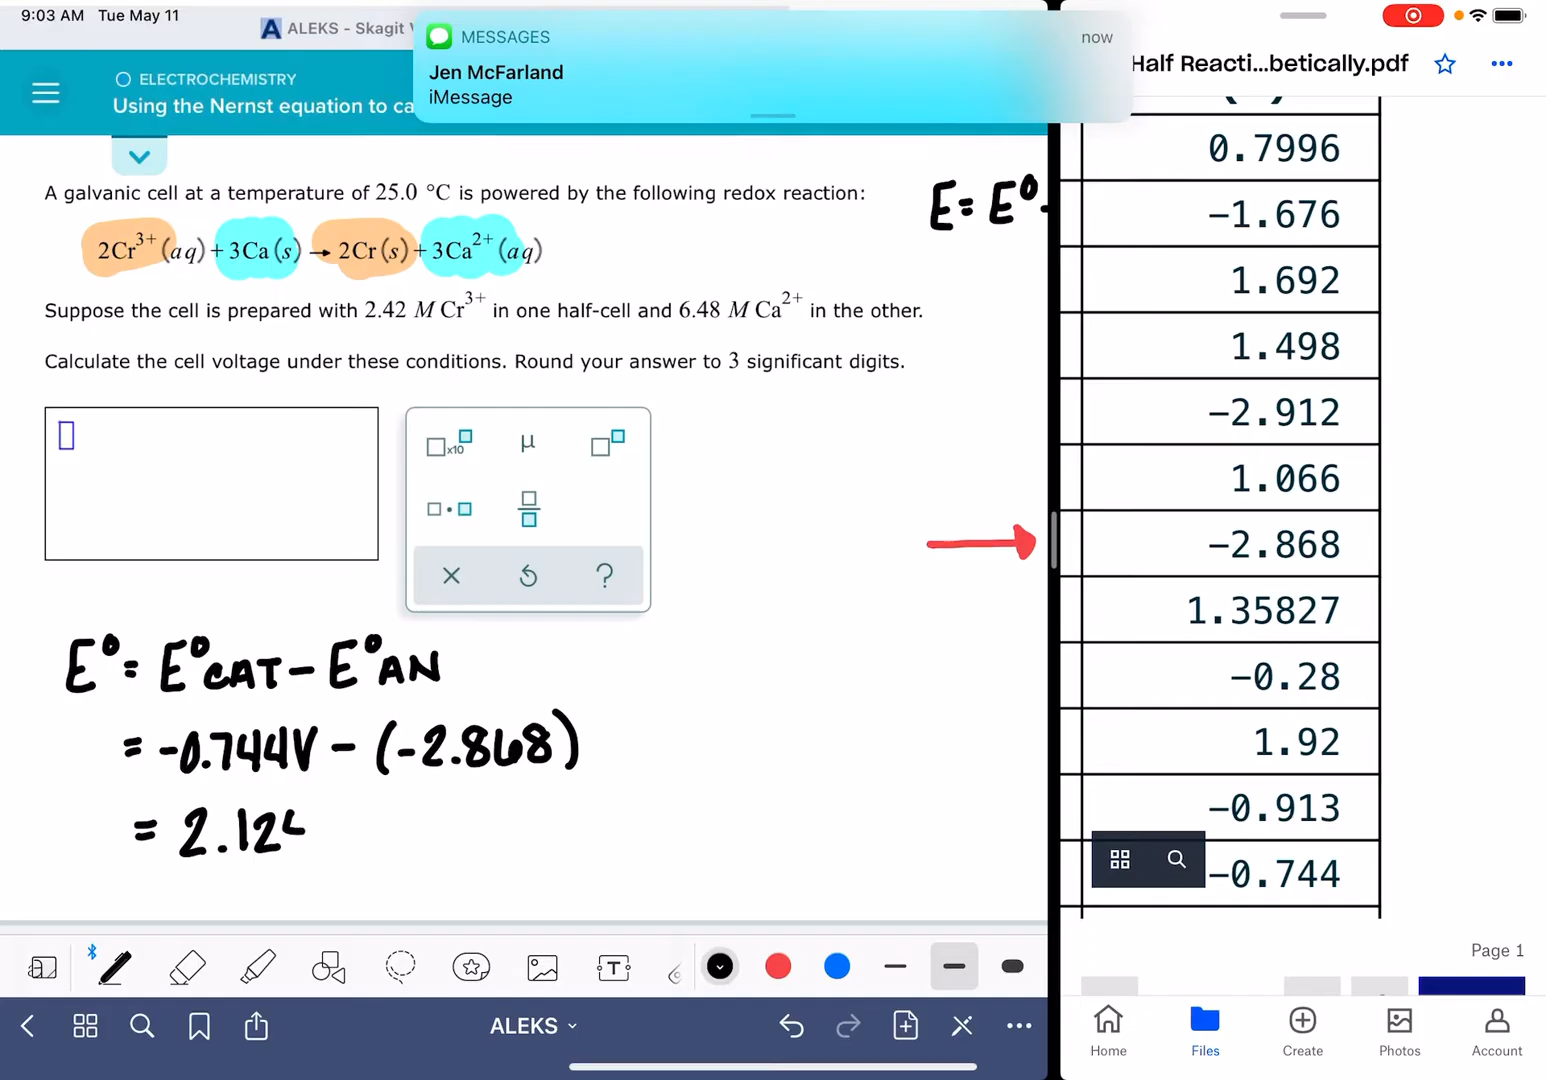 9:03 AM Tue May 11
ALEKS - Skagit V
MESSAGES
now
Jen McFarland
iMessage
ELECTROCHEMISTRY
Using the Nernst equation to ca
Half Reacti...betically.pdf
A galvanic cell at a temperature of 25.0 °C is powered by the following redox reaction:
E = E⁰-
2Cr³⁺(aq)+3Ca(s) → 2Cr(s)+3Ca²⁺(aq)
Suppose the cell is prepared with 2.42 M Cr³⁺ in one half-cell and 6.48 M Ca²⁺ in the other.
Calculate the cell voltage under these conditions. Round your answer to 3 significant digits.
x10
μ
?
E⁰ = E⁰CAT - E⁰AN
= -0.744V - (-2.868)
= 2.12
0.7996
-1.676
1.692
1.498
-2.912
1.066
-2.868
1.35827
-0.28
1.92
-0.913
-0.744
Page 1
T
ALEKS
Home
Files
Create
Photos
Account